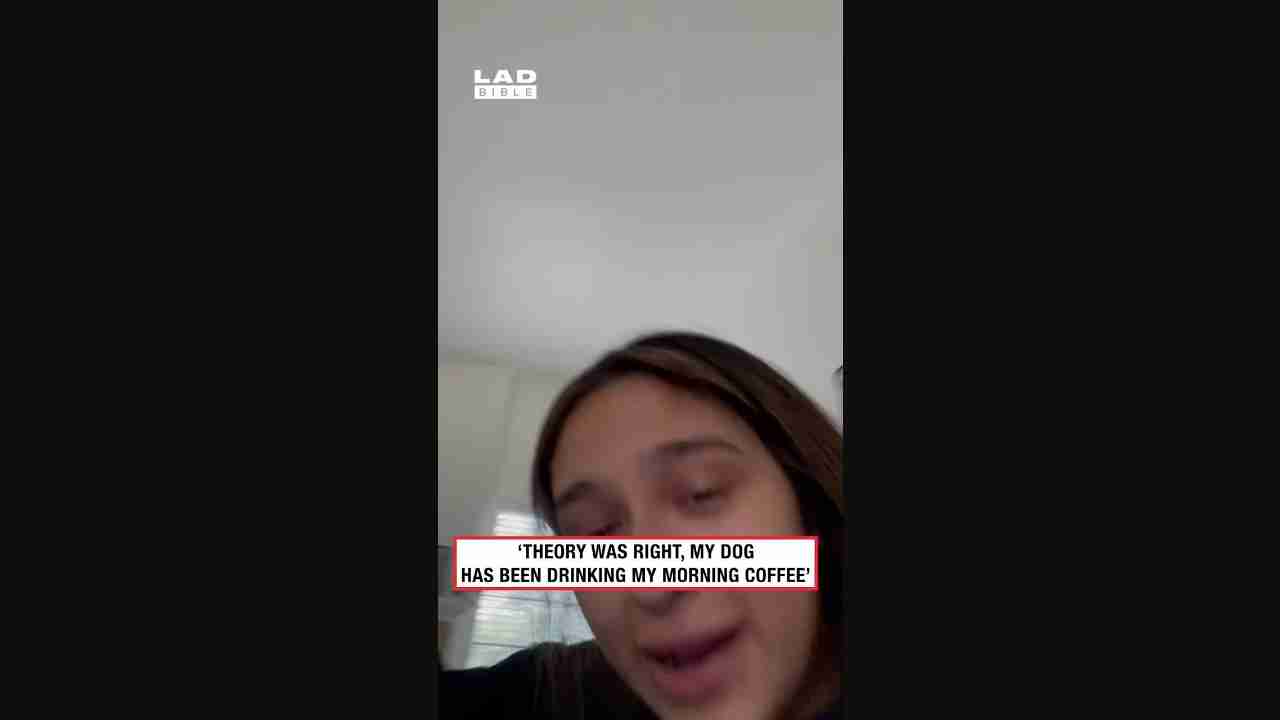 LAD
BIBLE
‘THEORY WAS RIGHT, MY DOG
HAS BEEN DRINKING MY MORNING COFFEE’